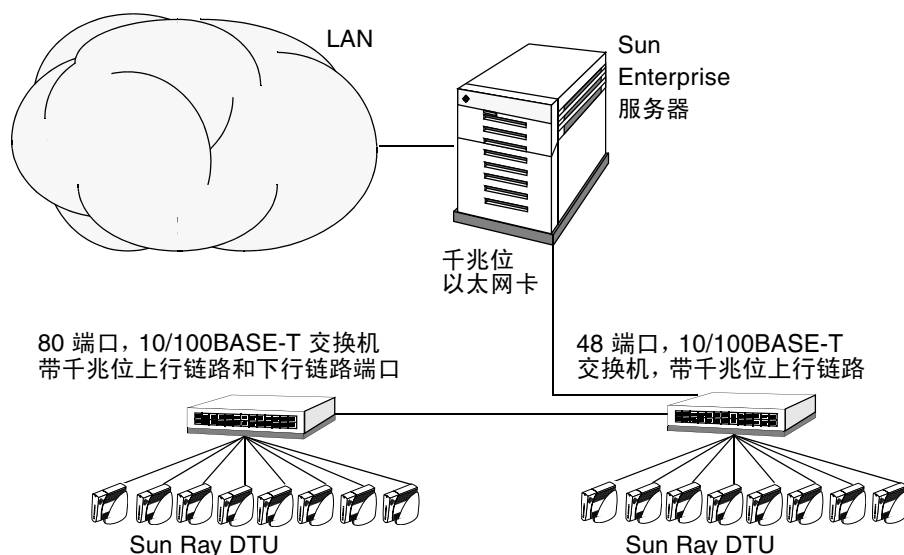 LAN
Sun
Enterprise
服务器
千兆位
以太网卡
80 端口，10/100BASE-T 交换机
带千兆位上行链路和下行链路端口
48 端口，10/100BASE-T
交换机，带千兆位上行链路
Sun Ray DTU
Sun Ray DTU